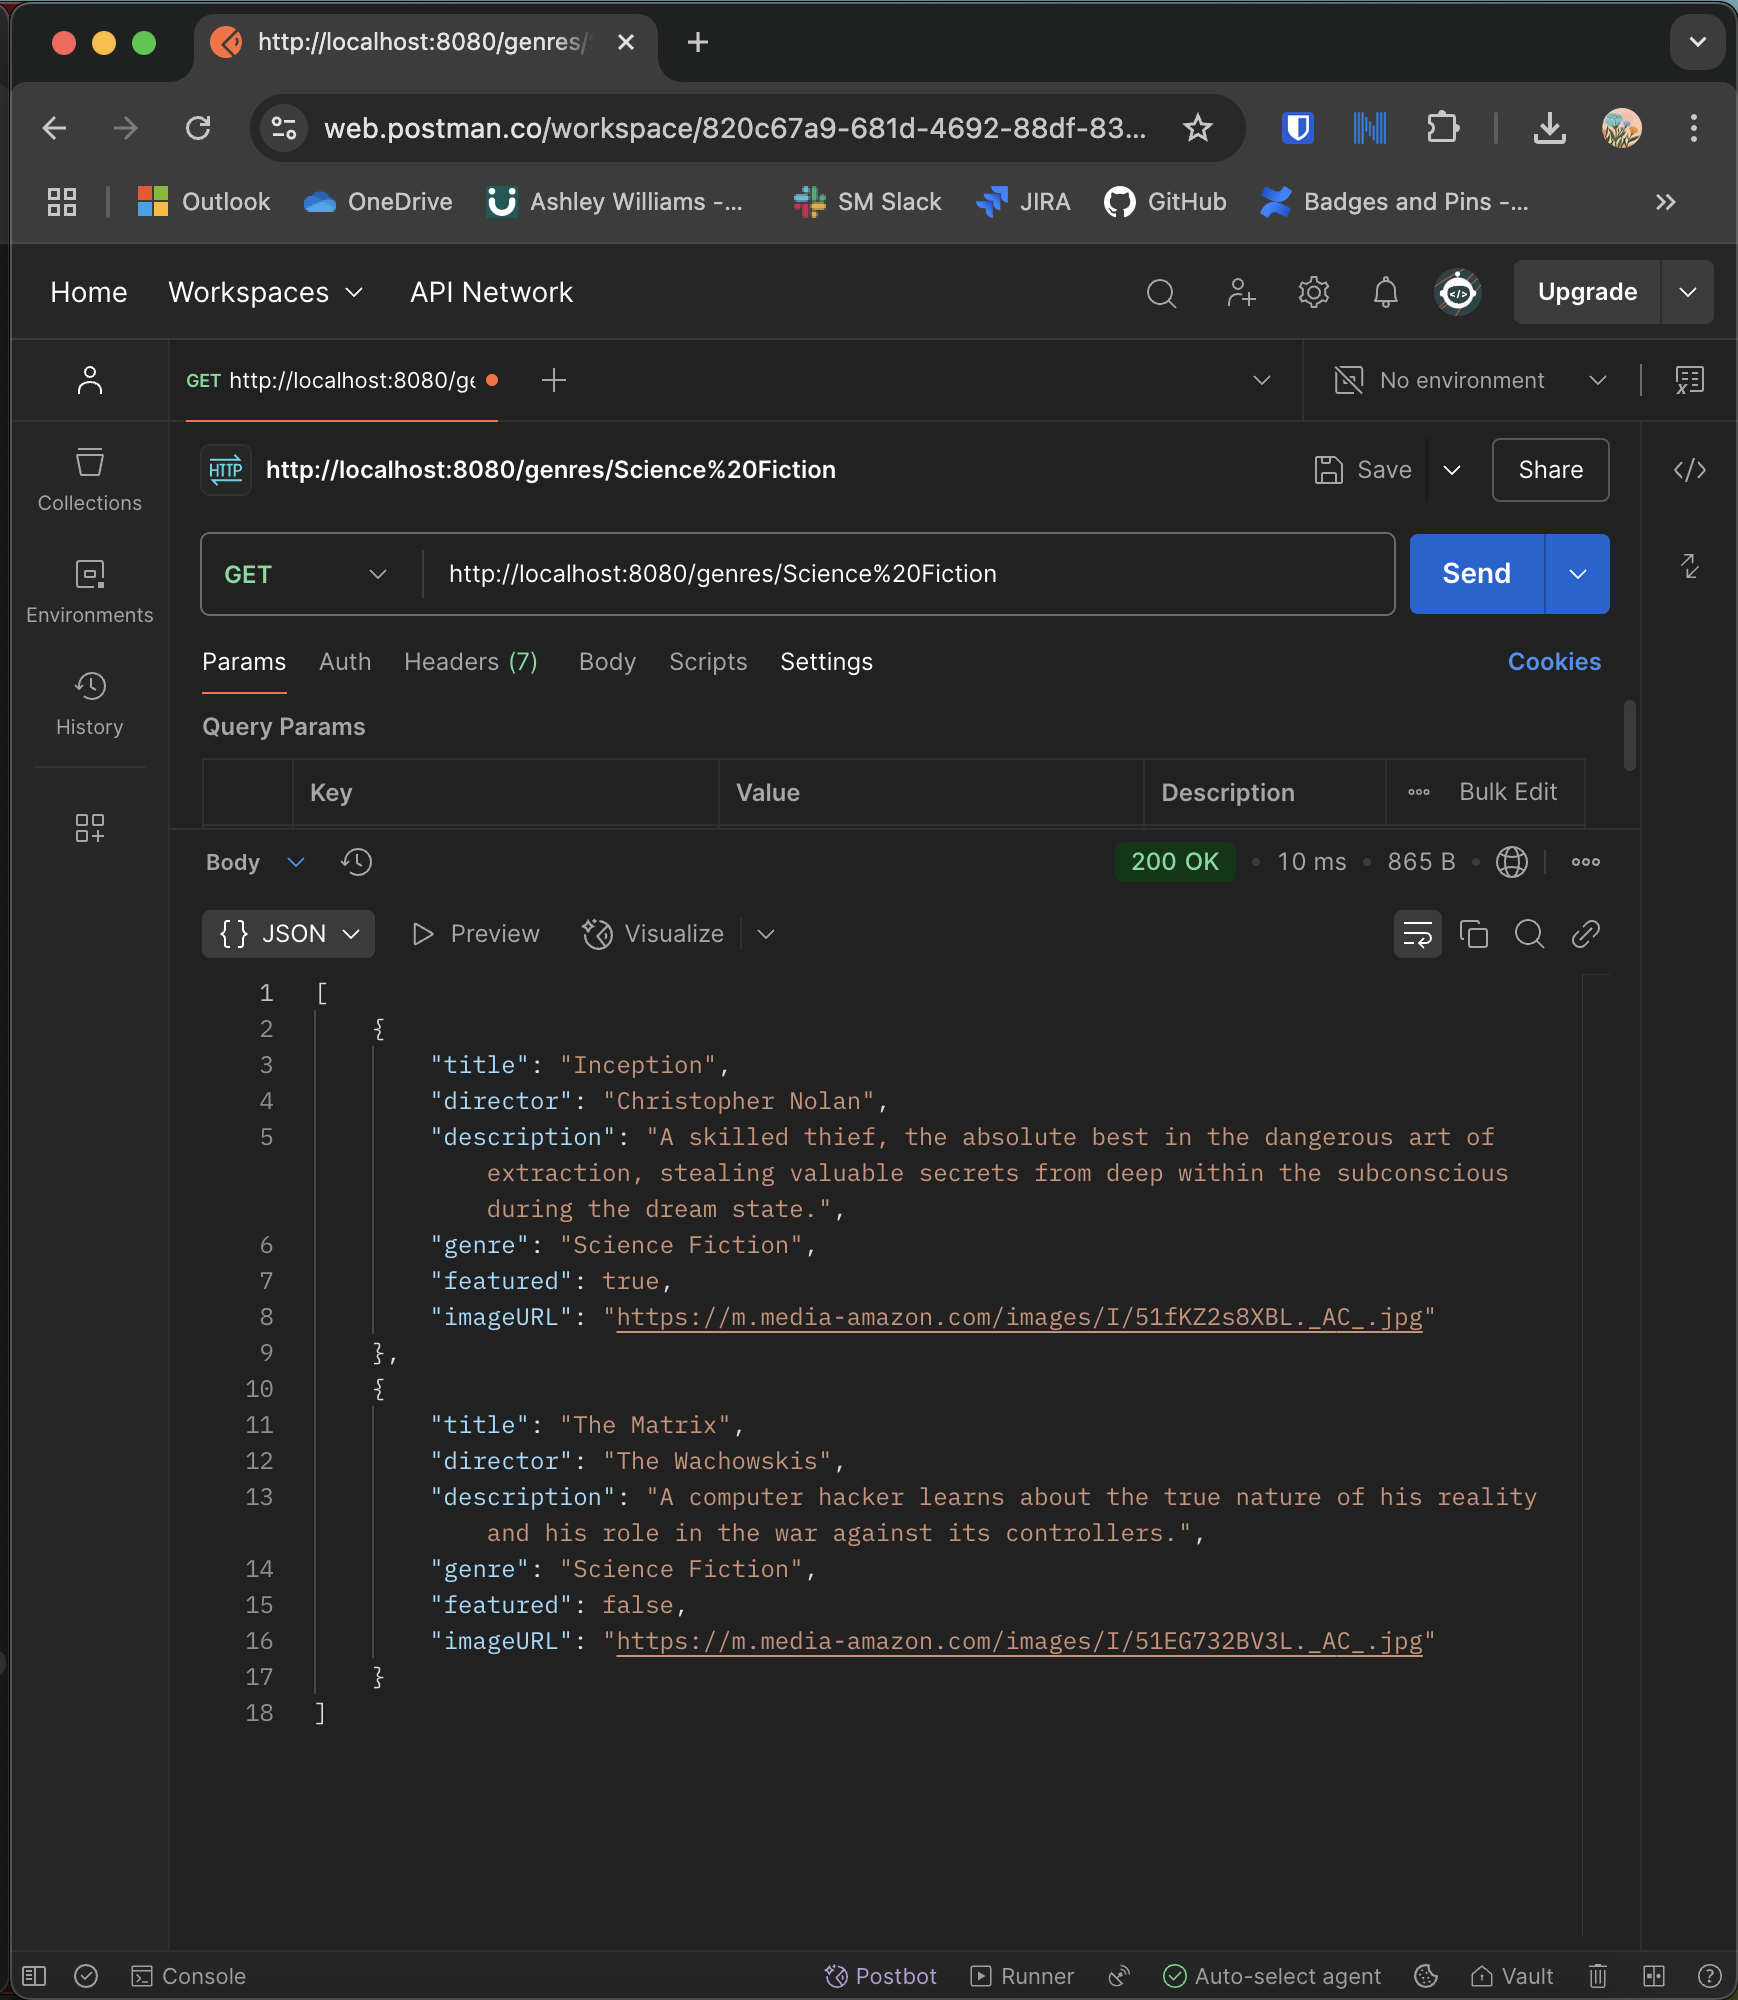 http://localhost:8080/genres/
web.postman.co/workspace/820c67a9-681d-4692-88df-83...
Outlook
OneDrive
Ashley Williams -...
SM Slack
JIRA
GitHub
Badges and Pins -...
Home
Workspaces
API Network
Upgrade
GET http://localhost:8080/ge
No environment
HTTP
http://localhost:8080/genres/Science%20Fiction
Save
Share
Collections
Environments
History
GET
http://localhost:8080/genres/Science%20Fiction
Send
Params
Auth
Headers (7)
Body
Scripts
Settings
Cookies
Query Params
Key
Value
Description
Bulk Edit
Body
200 OK
10 ms
865 B
{} JSON
Preview
Visualize
1 [
2 {
3 "title": "Inception",
4 "director": "Christopher Nolan",
5 "description": "A skilled thief, the absolute best in the dangerous art of
extraction, stealing valuable secrets from deep within the subconscious
during the dream state.",
6 "genre": "Science Fiction",
7 "featured": true,
8 "imageURL": "https://m.media-amazon.com/images/I/51fKZ2s8XBL._AC_.jpg"
9 },
10 {
11 "title": "The Matrix",
12 "director": "The Wachowskis",
13 "description": "A computer hacker learns about the true nature of his reality
and his role in the war against its controllers.",
14 "genre": "Science Fiction",
15 "featured": false,
16 "imageURL": "https://m.media-amazon.com/images/I/51EG732BV3L._AC_.jpg"
17 }
18 ]
Console
Postbot
Runner
Auto-select agent
Vault